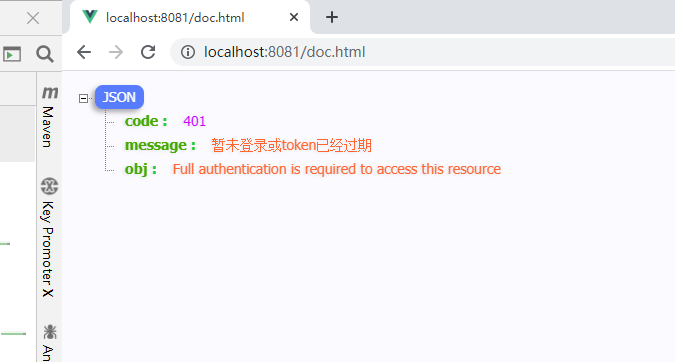 localhost:8081/doc.html
localhost:8081/doc.html
m
Maven
Key Promoter X
An
JSON
code : 401
message : 暂未登录或token已经过期
obj : Full authentication is required to access this resource